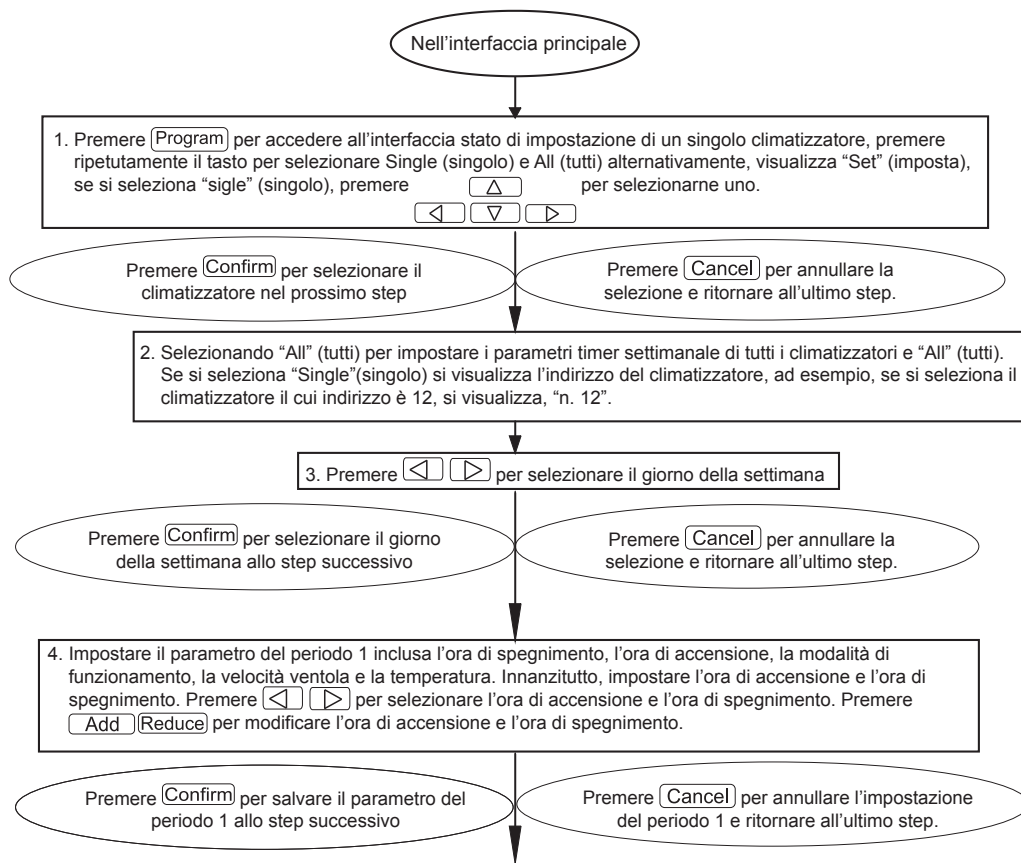 Nell'interfaccia principale
1. Premere Program per accedere all'interfaccia stato di impostazione di un singolo climatizzatore, premere
ripetutamente il tasto per selezionare Single (singolo) e All (tutti) alternativamente, visualizza “Set” (imposta),
se si seleziona “sigle” (singolo), premere △ per selezionarne uno.
◁ ▽ ▷
Premere Confirm per selezionare il
climatizzatore nel prossimo step
Premere Cancel per annullare la
selezione e ritornare all'ultimo step.
2. Selezionando “All” (tutti) per impostare i parametri timer settimanale di tutti i climatizzatori e “All” (tutti).
Se si seleziona “Single”(singolo) si visualizza l'indirizzo del climatizzatore, ad esempio, se si seleziona il
climatizzatore il cui indirizzo è 12, si visualizza, “n. 12”.
3. Premere ◁ ▷ per selezionare il giorno della settimana
Premere Confirm per selezionare il giorno
della settimana allo step successivo
Premere Cancel per annullare la
selezione e ritornare all'ultimo step.
4. Impostare il parametro del periodo 1 inclusa l'ora di spegnimento, l'ora di accensione, la modalità di
funzionamento, la velocità ventola e la temperatura. Innanzitutto, impostare l'ora di accensione e l'ora di
spegnimento. Premere ◁ ▷ per selezionare l'ora di accensione e l'ora di spegnimento. Premere
Add Reduce per modificare l'ora di accensione e l'ora di spegnimento.
Premere Confirm per salvare il parametro del
periodo 1 allo step successivo
Premere Cancel per annullare l'impostazione
del periodo 1 e ritornare all'ultimo step.